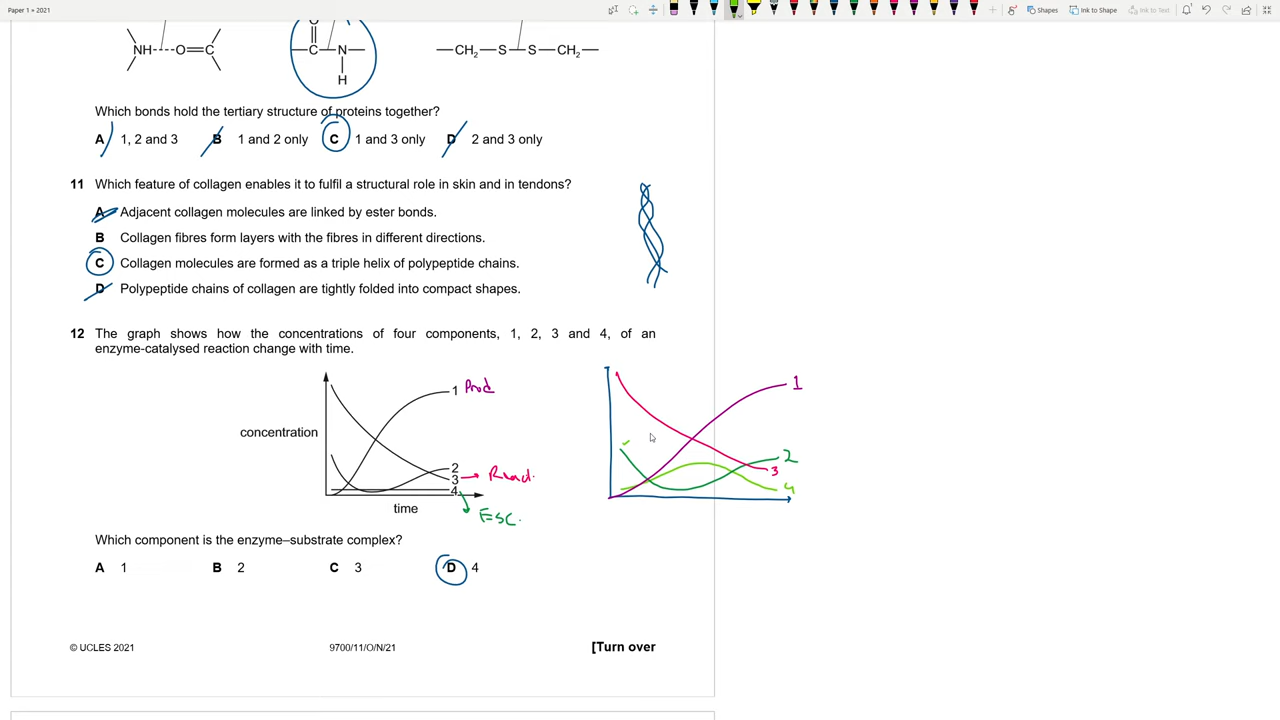 Paper 1 » 2021
Shapes
Ink to Shape
Ink to Text
O
NH O C
C N
CH2 S S CH2
H
Which bonds hold the tertiary structure of proteins together?
A 1, 2 and 3 B 1 and 2 only C 1 and 3 only D 2 and 3 only
11 Which feature of collagen enables it to fulfil a structural role in skin and in tendons?
A Adjacent collagen molecules are linked by ester bonds.
B Collagen fibres form layers with the fibres in different directions.
C Collagen molecules are formed as a triple helix of polypeptide chains.
D Polypeptide chains of collagen are tightly folded into compact shapes.
12 The graph shows how the concentrations of four components, 1, 2, 3 and 4, of an
enzyme-catalysed reaction change with time.
concentration
1 Prod
2
3 → Reac.
4
ESC.
time
1
2
3
4
Which component is the enzyme–substrate complex?
A 1 B 2 C 3 D 4
© UCLES 2021 9700/11/O/N/21 [Turn over